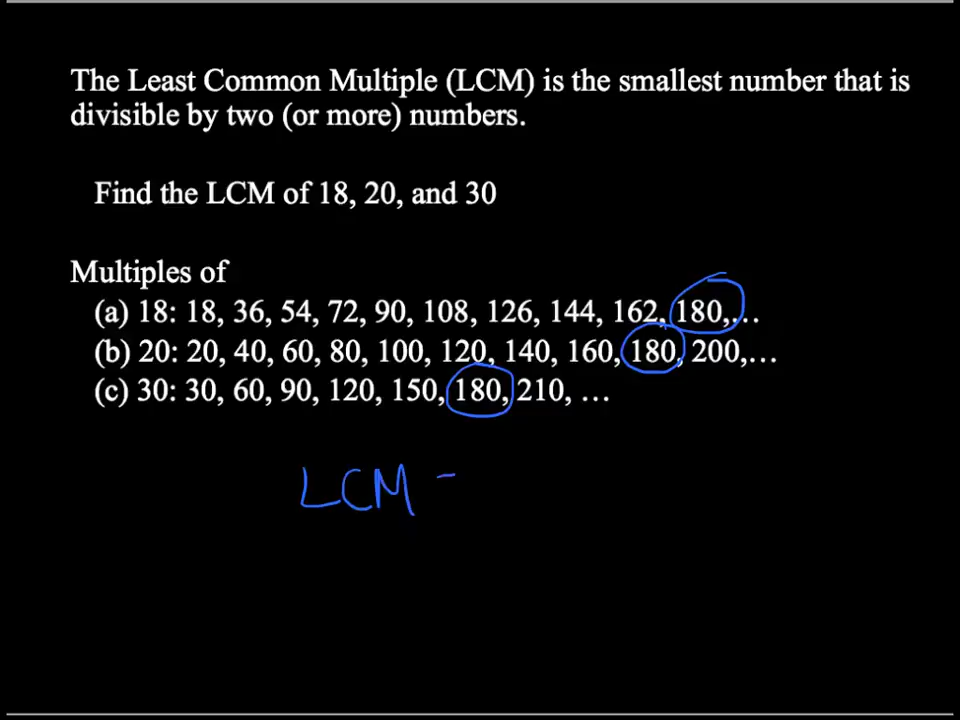 The Least Common Multiple (LCM) is the smallest number that is
divisible by two (or more) numbers.
Find the LCM of 18, 20, and 30
Multiples of
(a) 18: 18, 36, 54, 72, 90, 108, 126, 144, 162, 180,…
(b) 20: 20, 40, 60, 80, 100, 120, 140, 160, 180, 200,…
(c) 30: 30, 60, 90, 120, 150, 180, 210, …
LCM -